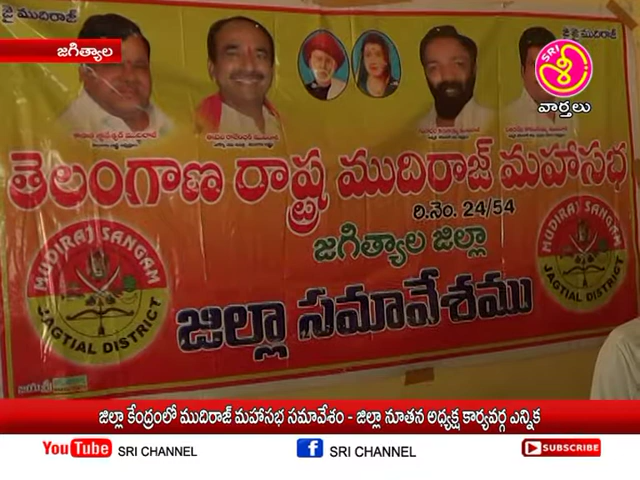 జై ముదిరాజ్
జై జై ముదిరాజ్
జగిత్యాల
SRI
శ్రీ
వార్తలు
తెలంగాణ రాష్ట్ర ముదిరాజ్ మహాసభ
రి.నెం. 24/54
జగిత్యాల జిల్లా
జిల్లా సమావేశము
MUDIRAJ SANGAM
JAGTIAL DISTRICT
MUDIRAJ SANGAM
JAGTIAL DISTRICT
జిల్లా కేంద్రంలో ముదిరాజ్ మహాసభ సమావేశం - జిల్లా నూతన అధ్యక్ష కార్యవర్గ ఎన్నిక
YouTube SRI CHANNEL
f SRI CHANNEL
SUBSCRIBE